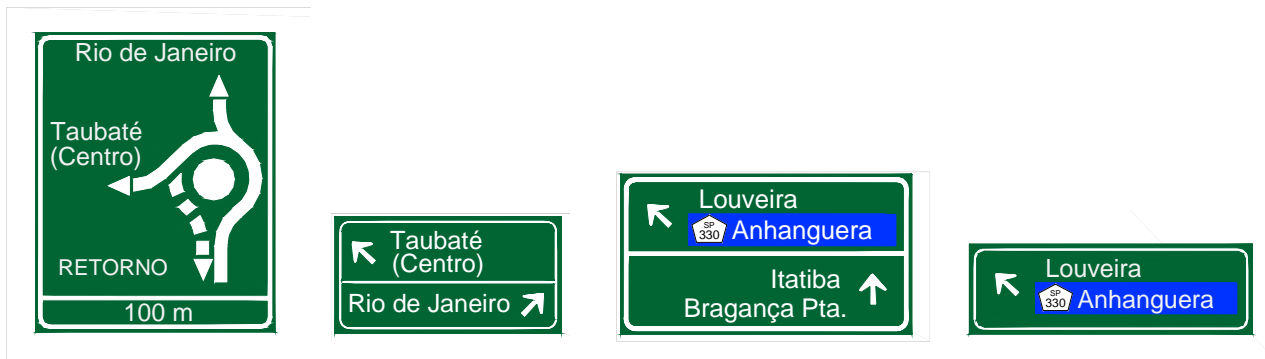 Rio de Janeiro
Taubaté
(Centro)
RETORNO
100 m
Taubaté
(Centro)
Rio de Janeiro
Louveira
SP
330 Anhanguera
Itatiba
Bragança Pta.
Louveira
SP
330 Anhanguera